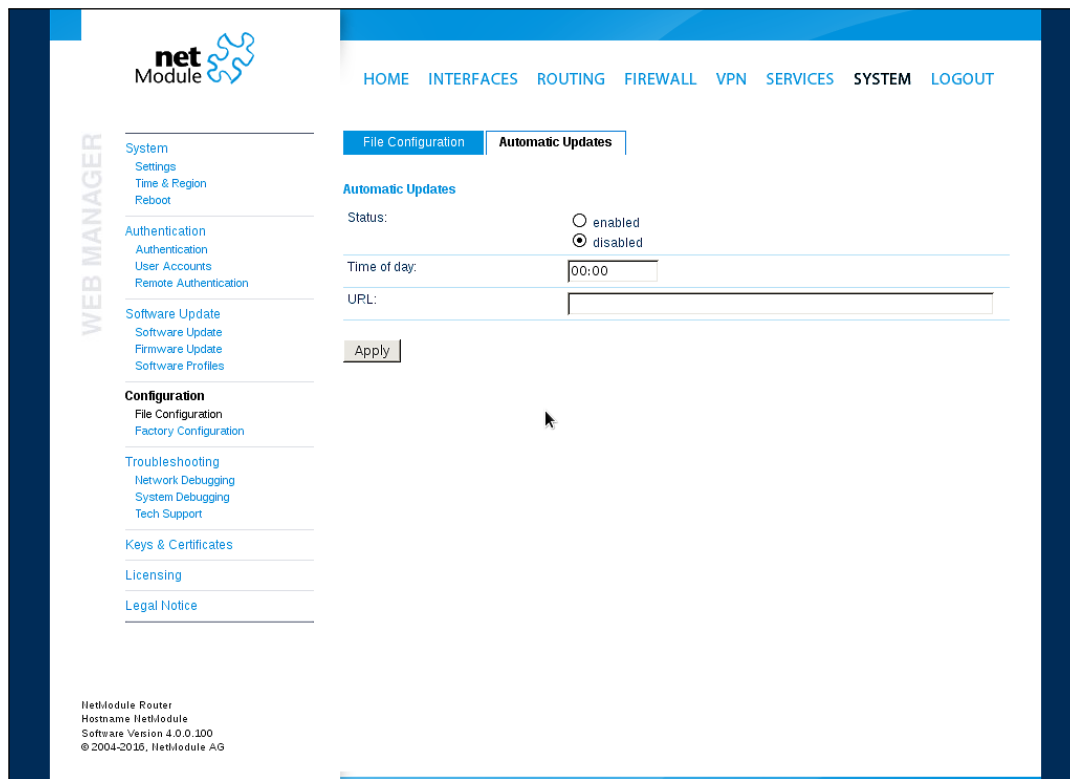 net
Module
HOME INTERFACES ROUTING FIREWALL VPN SERVICES SYSTEM LOGOUT
WEB MANAGER
System
Settings
Time & Region
Reboot
Authentication
Authentication
User Accounts
Remote Authentication
Software Update
Software Update
Firmware Update
Software Profiles
Configuration
File Configuration
Factory Configuration
Troubleshooting
Network Debugging
System Debugging
Tech Support
Keys & Certificates
Licensing
Legal Notice
File Configuration Automatic Updates
Automatic Updates
Status:
enabled
disabled
Time of day: 00:00
URL:
Apply
NetModule Router
Hostname NetModule
Software Version 4.0.0.100
© 2004-2016, NetModule AG